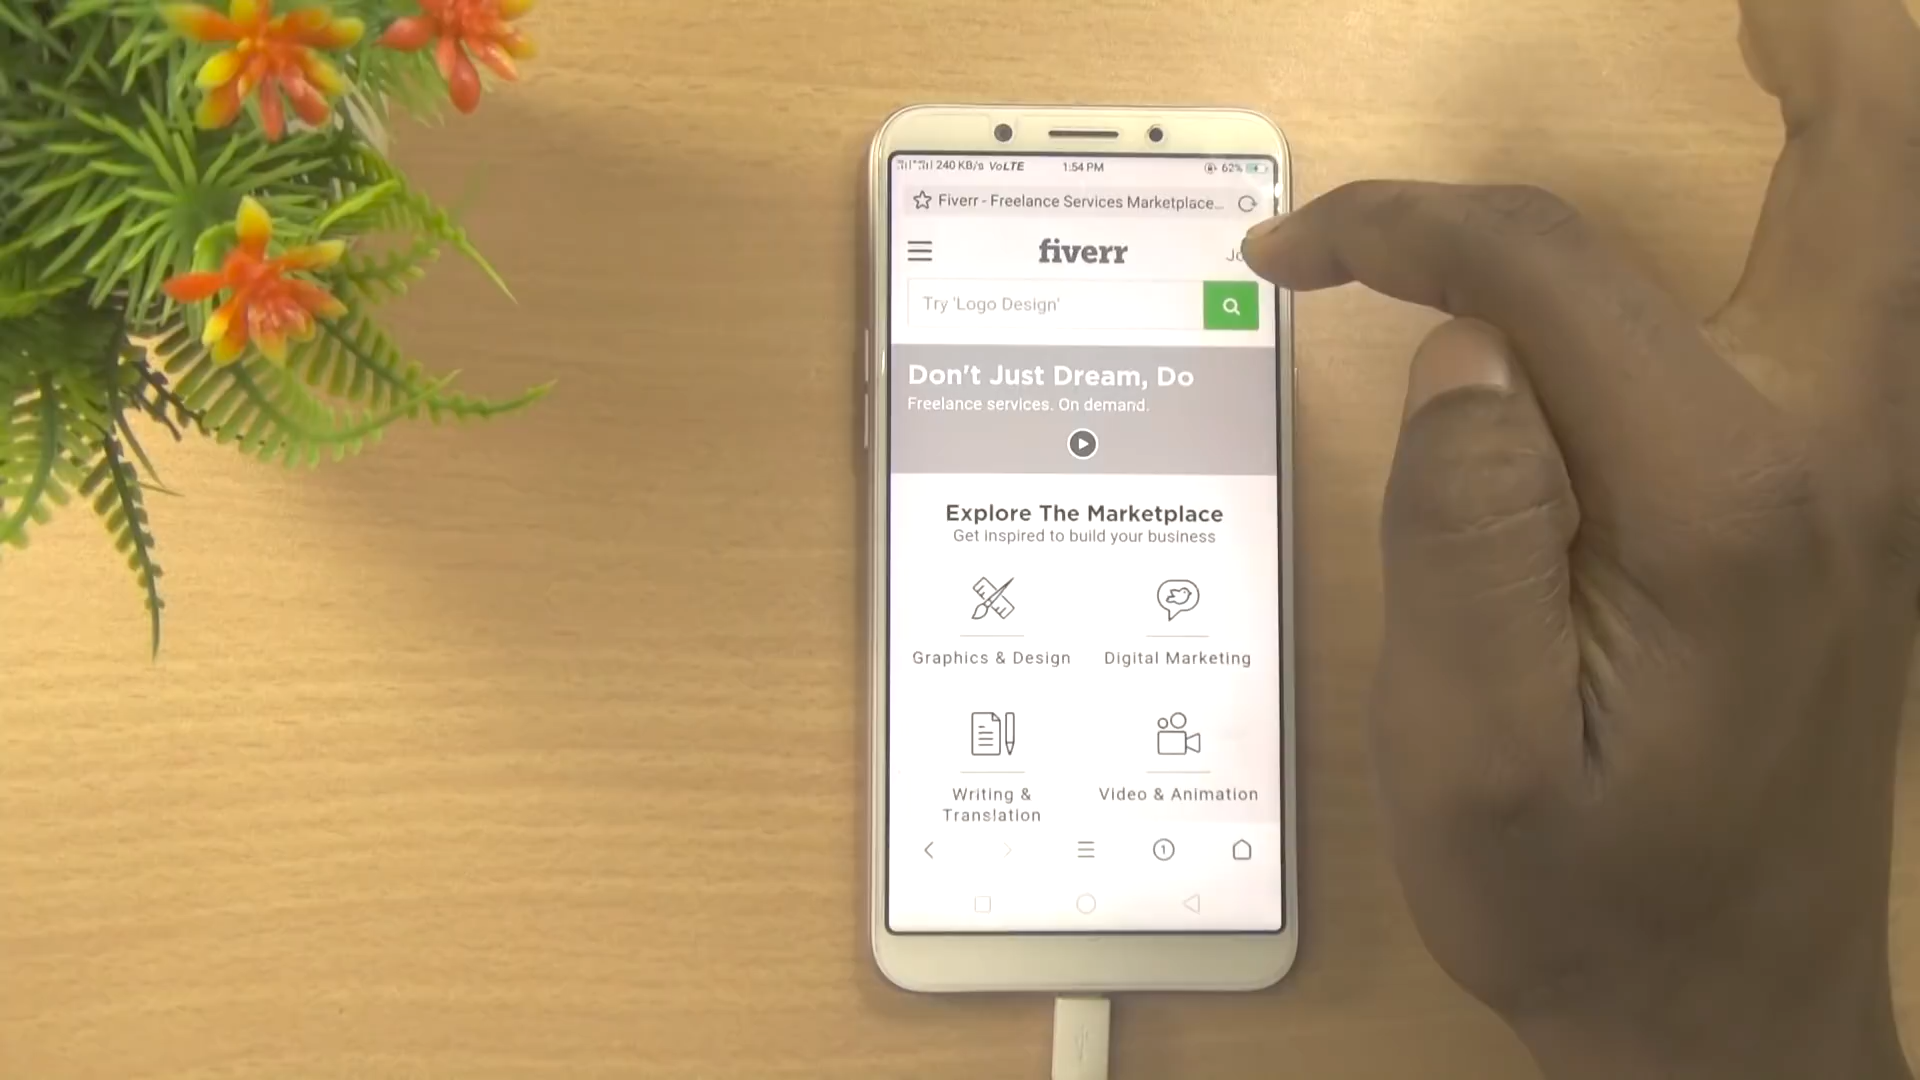 240 KB/s VoLTE 1:54 PM 62%
Fiverr - Freelance Services Marketplace...
fiverr
Try 'Logo Design'
Don't Just Dream, Do
Freelance services. On demand.
Explore The Marketplace
Get inspired to build your business
Graphics & Design
Digital Marketing
Writing &
Translation
Video & Animation
1